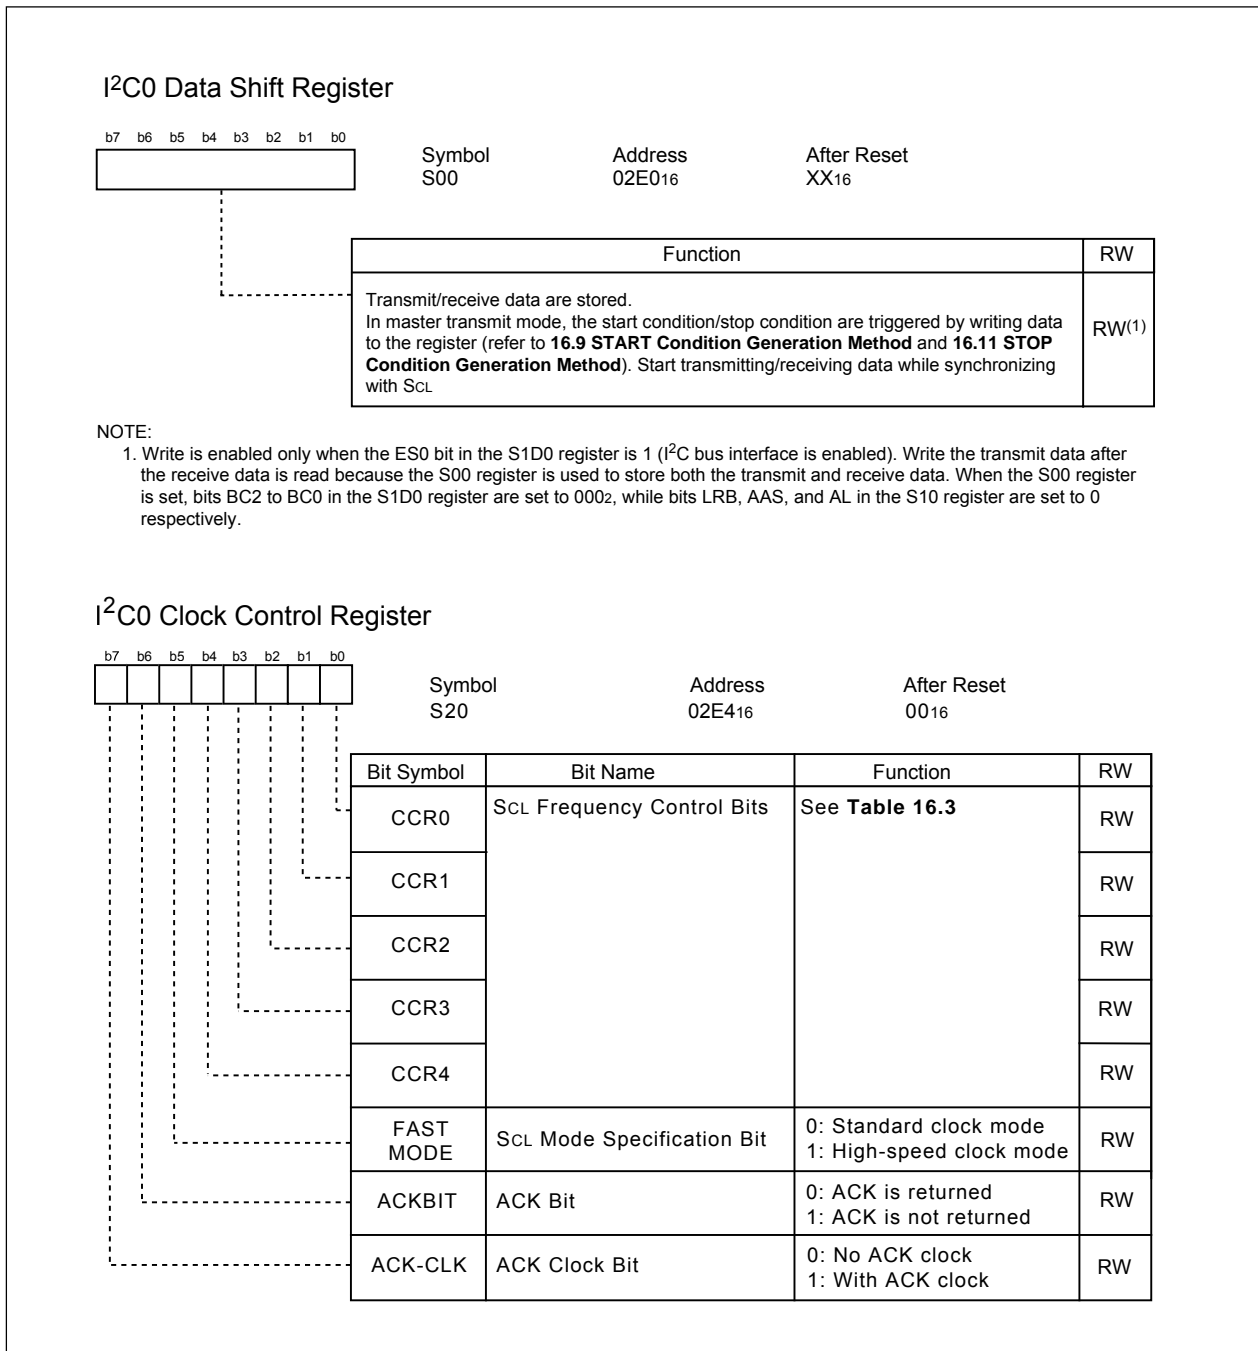 I²C0 Data Shift Register
b7 b6 b5 b4 b3 b2 b1 b0
Symbol Address After Reset
S00 02E016 XX16
Function RW
Transmit/receive data are stored.
In master transmit mode, the start condition/stop condition are triggered by writing data
to the register (refer to 16.9 START Condition Generation Method and 16.11 STOP
Condition Generation Method). Start transmitting/receiving data while synchronizing
with SCL
RW(1)
NOTE:
1. Write is enabled only when the ES0 bit in the S1D0 register is 1 (I²C bus interface is enabled). Write the transmit data after
the receive data is read because the S00 register is used to store both the transmit and receive data. When the S00 register
is set, bits BC2 to BC0 in the S1D0 register are set to 0002, while bits LRB, AAS, and AL in the S10 register are set to 0
respectively.
I²C0 Clock Control Register
b7 b6 b5 b4 b3 b2 b1 b0
Symbol Address After Reset
S20 02E416 0016
Bit Symbol Bit Name Function RW
CCR0 SCL Frequency Control Bits See Table 16.3 RW
CCR1 RW
CCR2 RW
CCR3 RW
CCR4 RW
FAST MODE SCL Mode Specification Bit 0: Standard clock mode
1: High-speed clock mode RW
ACKBIT ACK Bit 0: ACK is returned
1: ACK is not returned RW
ACK-CLK ACK Clock Bit 0: No ACK clock
1: With ACK clock RW